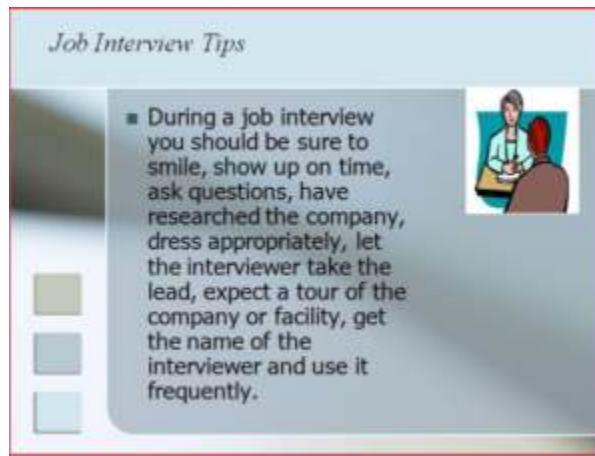 Job Interview Tips
During a job interview
you should be sure to
smile, show up on time,
ask questions, have
researched the company,
dress appropriately, let
the interviewer take the
lead, expect a tour of the
company or facility, get
the name of the
interviewer and use it
frequently.